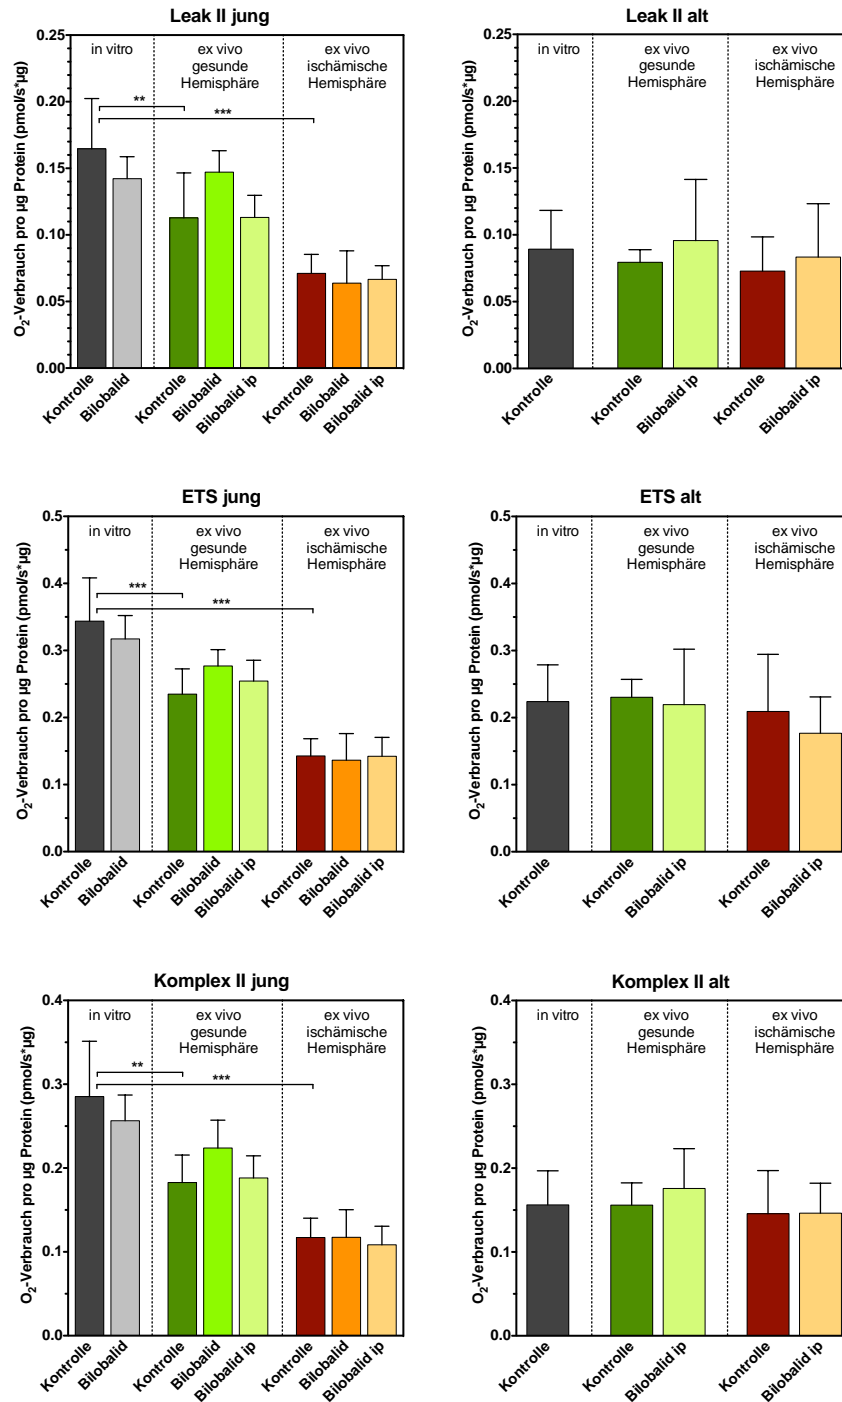 Leak II jung
O2-Verbrauch pro µg Protein (pmol/s*µg)
0.25
0.20
0.15
0.10
0.05
0.00
in vitro
ex vivo
gesunde
Hemisphäre
ex vivo
ischämische
Hemisphäre
**
***
Kontrolle
Bilobalid
Kontrolle
Bilobalid
Bilobalid ip
Kontrolle
Bilobalid
Bilobalid ip
Leak II alt
O2-Verbrauch pro µg Protein (pmol/s*µg)
0.25
0.20
0.15
0.10
0.05
0.00
in vitro
ex vivo
gesunde
Hemisphäre
ex vivo
ischämische
Hemisphäre
Kontrolle
Kontrolle
Bilobalid ip
Kontrolle
Bilobalid ip
ETS jung
O2-Verbrauch pro µg Protein (pmol/s*µg)
0.5
0.4
0.3
0.2
0.1
0.0
in vitro
ex vivo
gesunde
Hemisphäre
ex vivo
ischämische
Hemisphäre
***
***
Kontrolle
Bilobalid
Kontrolle
Bilobalid
Bilobalid ip
Kontrolle
Bilobalid
Bilobalid ip
ETS alt
O2-Verbrauch pro µg Protein (pmol/s*µg)
0.5
0.4
0.3
0.2
0.1
0.0
in vitro
ex vivo
gesunde
Hemisphäre
ex vivo
ischämische
Hemisphäre
Kontrolle
Kontrolle
Bilobalid ip
Kontrolle
Bilobalid ip
Komplex II jung
O2-Verbrauch pro µg Protein (pmol/s*µg)
0.4
0.3
0.2
0.1
0.0
in vitro
ex vivo
gesunde
Hemisphäre
ex vivo
ischämische
Hemisphäre
**
***
Kontrolle
Bilobalid
Kontrolle
Bilobalid
Bilobalid ip
Kontrolle
Bilobalid
Bilobalid ip
Komplex II alt
O2-Verbrauch pro µg Protein (pmol/s*µg)
0.4
0.3
0.2
0.1
0.0
in vitro
ex vivo
gesunde
Hemisphäre
ex vivo
ischämische
Hemisphäre
Kontrolle
Kontrolle
Bilobalid ip
Kontrolle
Bilobalid ip